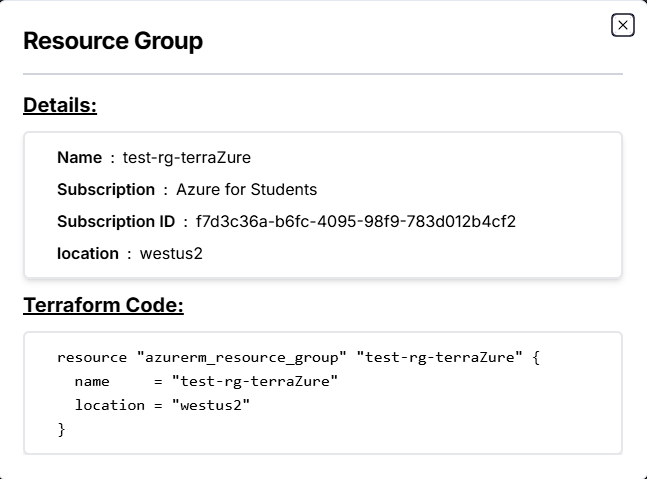 Resource Group
Details:
Name : test-rg-terraZure
Subscription : Azure for Students
Subscription ID : f7d3c36a-b6fc-4095-98f9-783d012b4cf2
location : westus2
Terraform Code:
resource "azurerm_resource_group" "test-rg-terraZure" {
  name     = "test-rg-terraZure"
  location = "westus2"
}